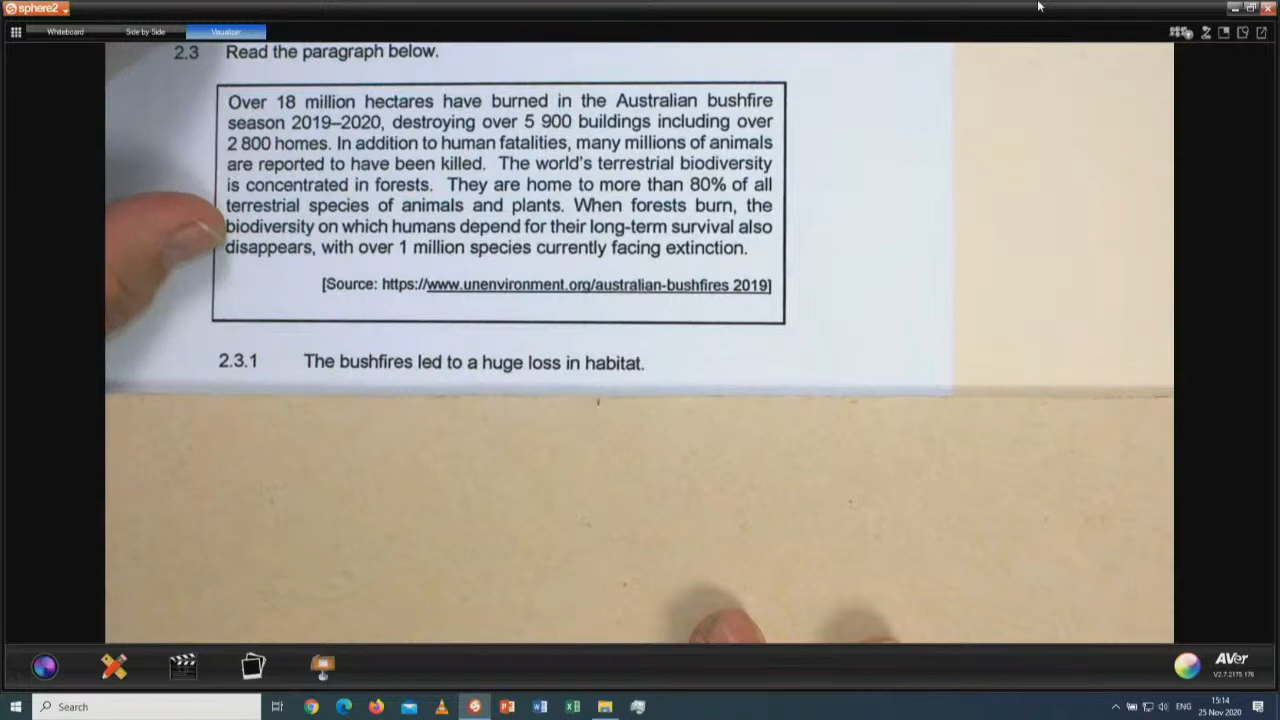 sphere2
Whiteboard Side by Side Visualizer
2.3 Read the paragraph below.
Over 18 million hectares have burned in the Australian bushfire
season 2019–2020, destroying over 5 900 buildings including over
2 800 homes. In addition to human fatalities, many millions of animals
are reported to have been killed. The world's terrestrial biodiversity
is concentrated in forests. They are home to more than 80% of all
terrestrial species of animals and plants. When forests burn, the
biodiversity on which humans depend for their long-term survival also
disappears, with over 1 million species currently facing extinction.
[Source: https://www.unenvironment.org/australian-bushfires 2019]
2.3.1 The bushfires led to a huge loss in habitat.
AVer
V2.7.2175.178
Search
ENG
15:14
25 Nov 2020